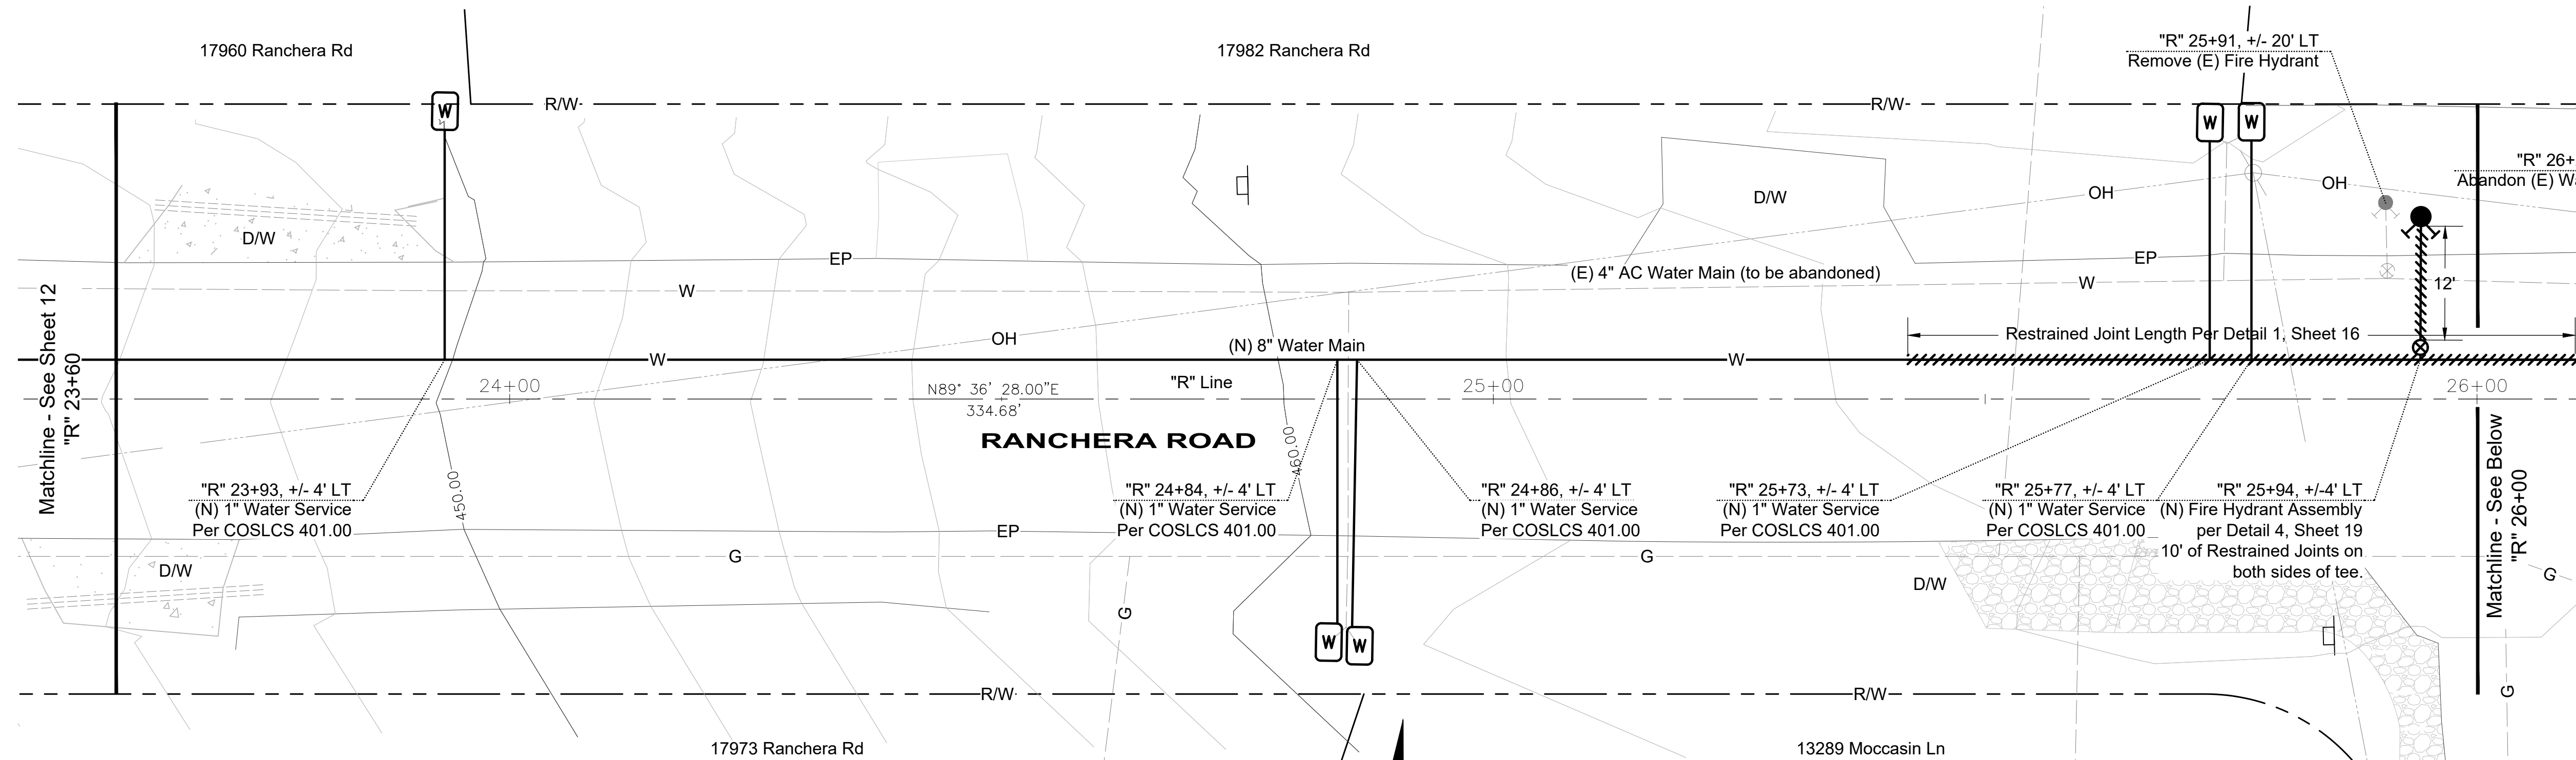 17960 Ranchera Rd
17982 Ranchera Rd
"R" 25+91, +/- 20' LT
Remove (E) Fire Hydrant
R/W
R/W
W
W
W
"R" 26+
Abandon (E) Wa
D/W
D/W
OH
OH
EP
EP
(E) 4" AC Water Main (to be abandoned)
W
W
12'
OH
Restrained Joint Length Per Detail 1, Sheet 16
(N) 8" Water Main
W
W
Matchline - See Sheet 12
"R" 23+60
24+00
25+00
26+00
N89° 36' 28.00"E
334.68'
"R" Line
RANCHERA ROAD
450.00
460.00
"R" 23+93, +/- 4' LT
(N) 1" Water Service
Per COSLCS 401.00
"R" 24+84, +/- 4' LT
(N) 1" Water Service
Per COSLCS 401.00
"R" 24+86, +/- 4' LT
(N) 1" Water Service
Per COSLCS 401.00
"R" 25+73, +/- 4' LT
(N) 1" Water Service
Per COSLCS 401.00
"R" 25+77, +/- 4' LT
(N) 1" Water Service
Per COSLCS 401.00
"R" 25+94, +/-4' LT
(N) Fire Hydrant Assembly
per Detail 4, Sheet 19
10' of Restrained Joints on
both sides of tee.
Matchline - See Below
"R" 26+00
EP
G
G
G
G
G
D/W
D/W
W
W
R/W
R/W
17973 Ranchera Rd
13289 Moccasin Ln